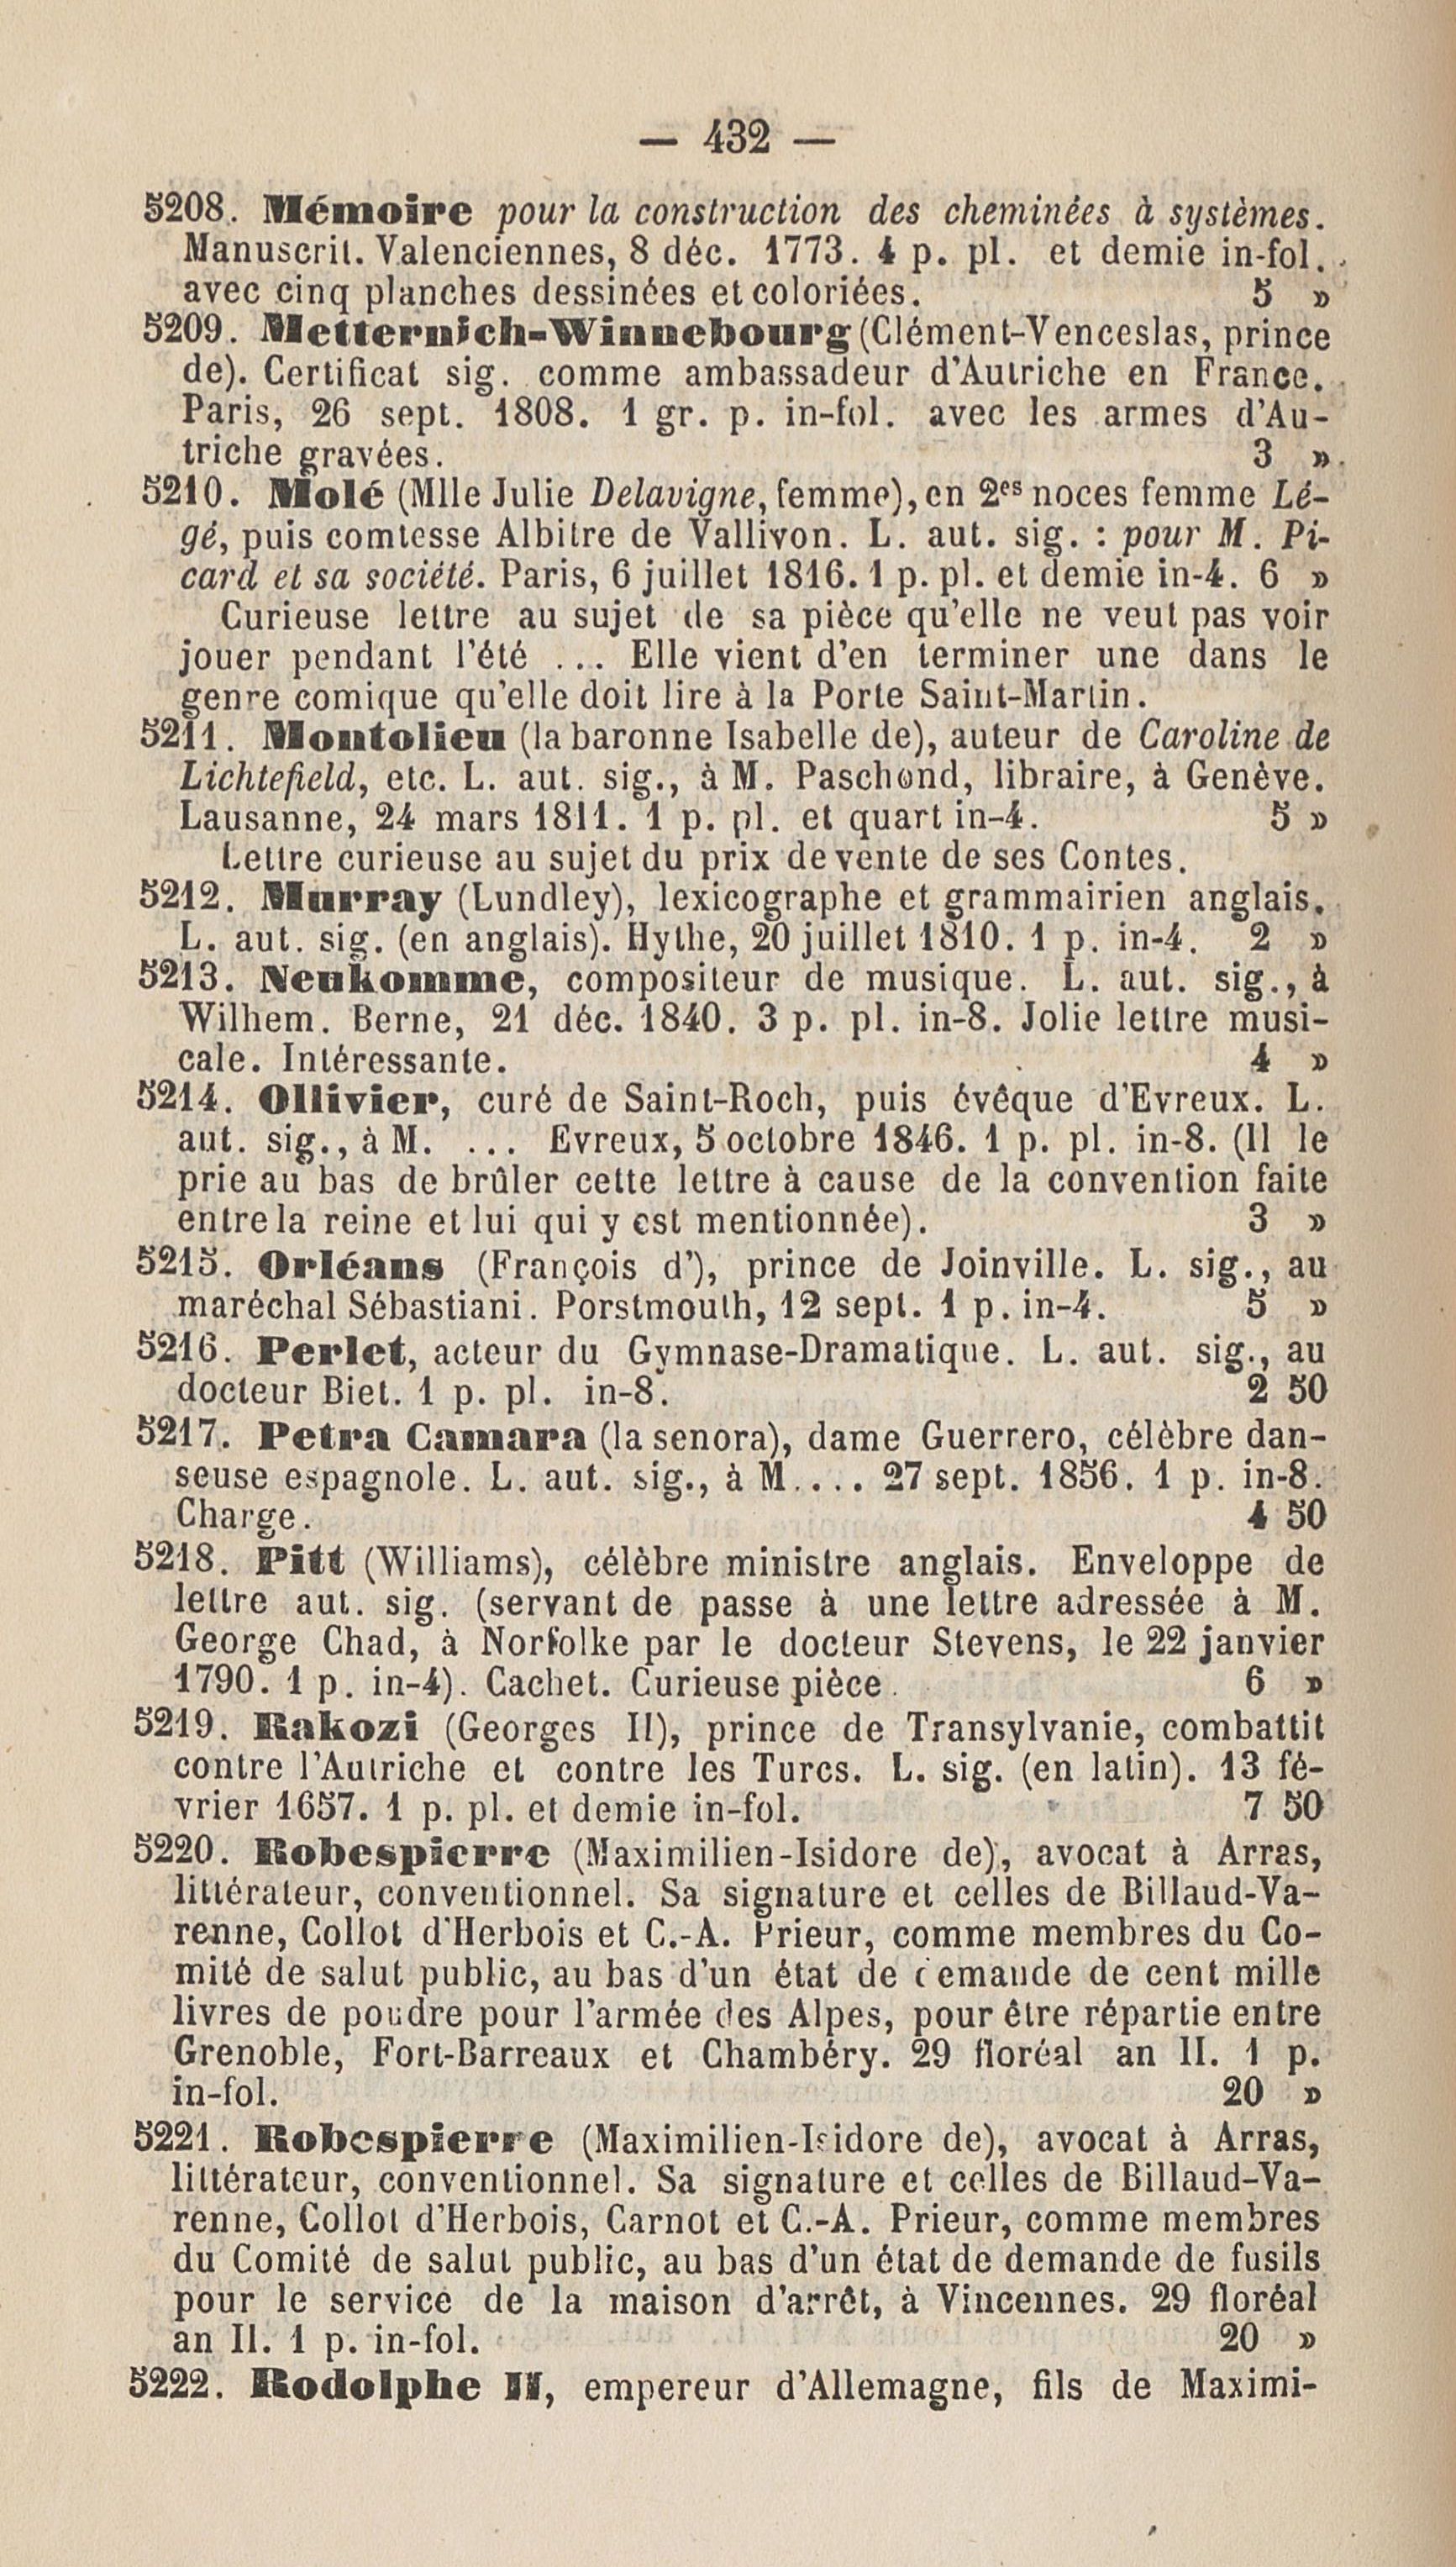 — 432 —
5208. Mémoire pour la construction des cheminées à systèmes.
Manuscrit. Valenciennes, 8 déc. 1773. 4 p. pl. et demie in-fol.
avec cinq planches dessinées et coloriées. 5 »
5209. Metternich-Winnebourg (Clément-Venceslas, prince
de). Certificat sig. comme ambassadeur d'Autriche en France.
Paris, 26 sept. 1808. 1 gr. p. in-fol. avec les armes d'Au-
triche gravées. 3 »
5210. Molé (Mlle Julie Delavigne, femme), en 2es noces femme Lé-
gé, puis comtesse Albitre de Vallivon. L. aut. sig. : pour M. Pi-
card et sa société. Paris, 6 juillet 1816. 1 p. pl. et demie in-4. 6 »
Curieuse lettre au sujet de sa pièce qu'elle ne veut pas voir
jouer pendant l'été ... Elle vient d'en terminer une dans le
genre comique qu'elle doit lire à la Porte Saint-Martin.
5211. Montolieu (la baronne Isabelle de), auteur de Caroline de
Lichtefield, etc. L. aut. sig., à M. Paschond, libraire, à Genève.
Lausanne, 24 mars 1811. 1 p. pl. et quart in-4. 5 »
Lettre curieuse au sujet du prix de vente de ses Contes.
5212. Murray (Lundley), lexicographe et grammairien anglais.
L. aut. sig. (en anglais). Hythe, 20 juillet 1810. 1 p. in-4. 2 »
5213. Neukomme, compositeur de musique. L. aut. sig., à
Wilhem. Berne, 21 déc. 1840. 3 p. pl. in-8. Jolie lettre musi-
cale. Intéressante. 4 »
5214. Ollivier, curé de Saint-Roch, puis évêque d'Evreux. L.
aut. sig., à M. ... Evreux, 5 octobre 1846. 1 p. pl. in-8. (Il le
prie au bas de brûler cette lettre à cause de la convention faite
entre la reine et lui qui y est mentionnée). 3 »
5215. Orléans (François d'), prince de Joinville. L. sig., au
maréchal Sébastiani. Porstmouth, 12 sept. 1 p. in-4. 5 »
5216. Perlet, acteur du Gymnase-Dramatique. L. aut. sig., au
docteur Biet. 1 p. pl. in-8. 2 50
5217. Petra Camara (la senora), dame Guerrero, célèbre dan-
seuse espagnole. L. aut. sig., à M.... 27 sept. 1856. 1 p. in-8.
Charge. 4 50
5218. Pitt (Williams), célèbre ministre anglais. Enveloppe de
lettre aut. sig. (servant de passe à une lettre adressée à M.
George Chad, à Norfolke par le docteur Stevens, le 22 janvier
1790. 1 p. in-4). Cachet. Curieuse pièce. 6 »
5219. Rakozi (Georges II), prince de Transylvanie, combattit
contre l'Autriche et contre les Turcs. L. sig. (en latin). 13 fé-
vrier 1657. 1 p. pl. et demie in-fol. 7 50
5220. Robespierre (Maximilien-Isidore de), avocat à Arras,
littérateur, conventionnel. Sa signature et celles de Billaud-Va-
renne, Collot d'Herbois et C.-A. Prieur, comme membres du Co-
mité de salut public, au bas d'un état de demande de cent mille
livres de poudre pour l'armée des Alpes, pour être répartie entre
Grenoble, Fort-Barreaux et Chambéry. 29 floréal an II. 1 p.
in-fol. 20 »
5221. Robespierre (Maximilien-Isidore de), avocat à Arras,
littérateur, conventionnel. Sa signature et celles de Billaud-Va-
renne, Collot d'Herbois, Carnot et C.-A. Prieur, comme membres
du Comité de salut public, au bas d'un état de demande de fusils
pour le service de la maison d'arrêt, à Vincennes. 29 floréal
an II. 1 p. in-fol. 20 »
5222. Rodolphe II, empereur d'Allemagne, fils de Maximi-